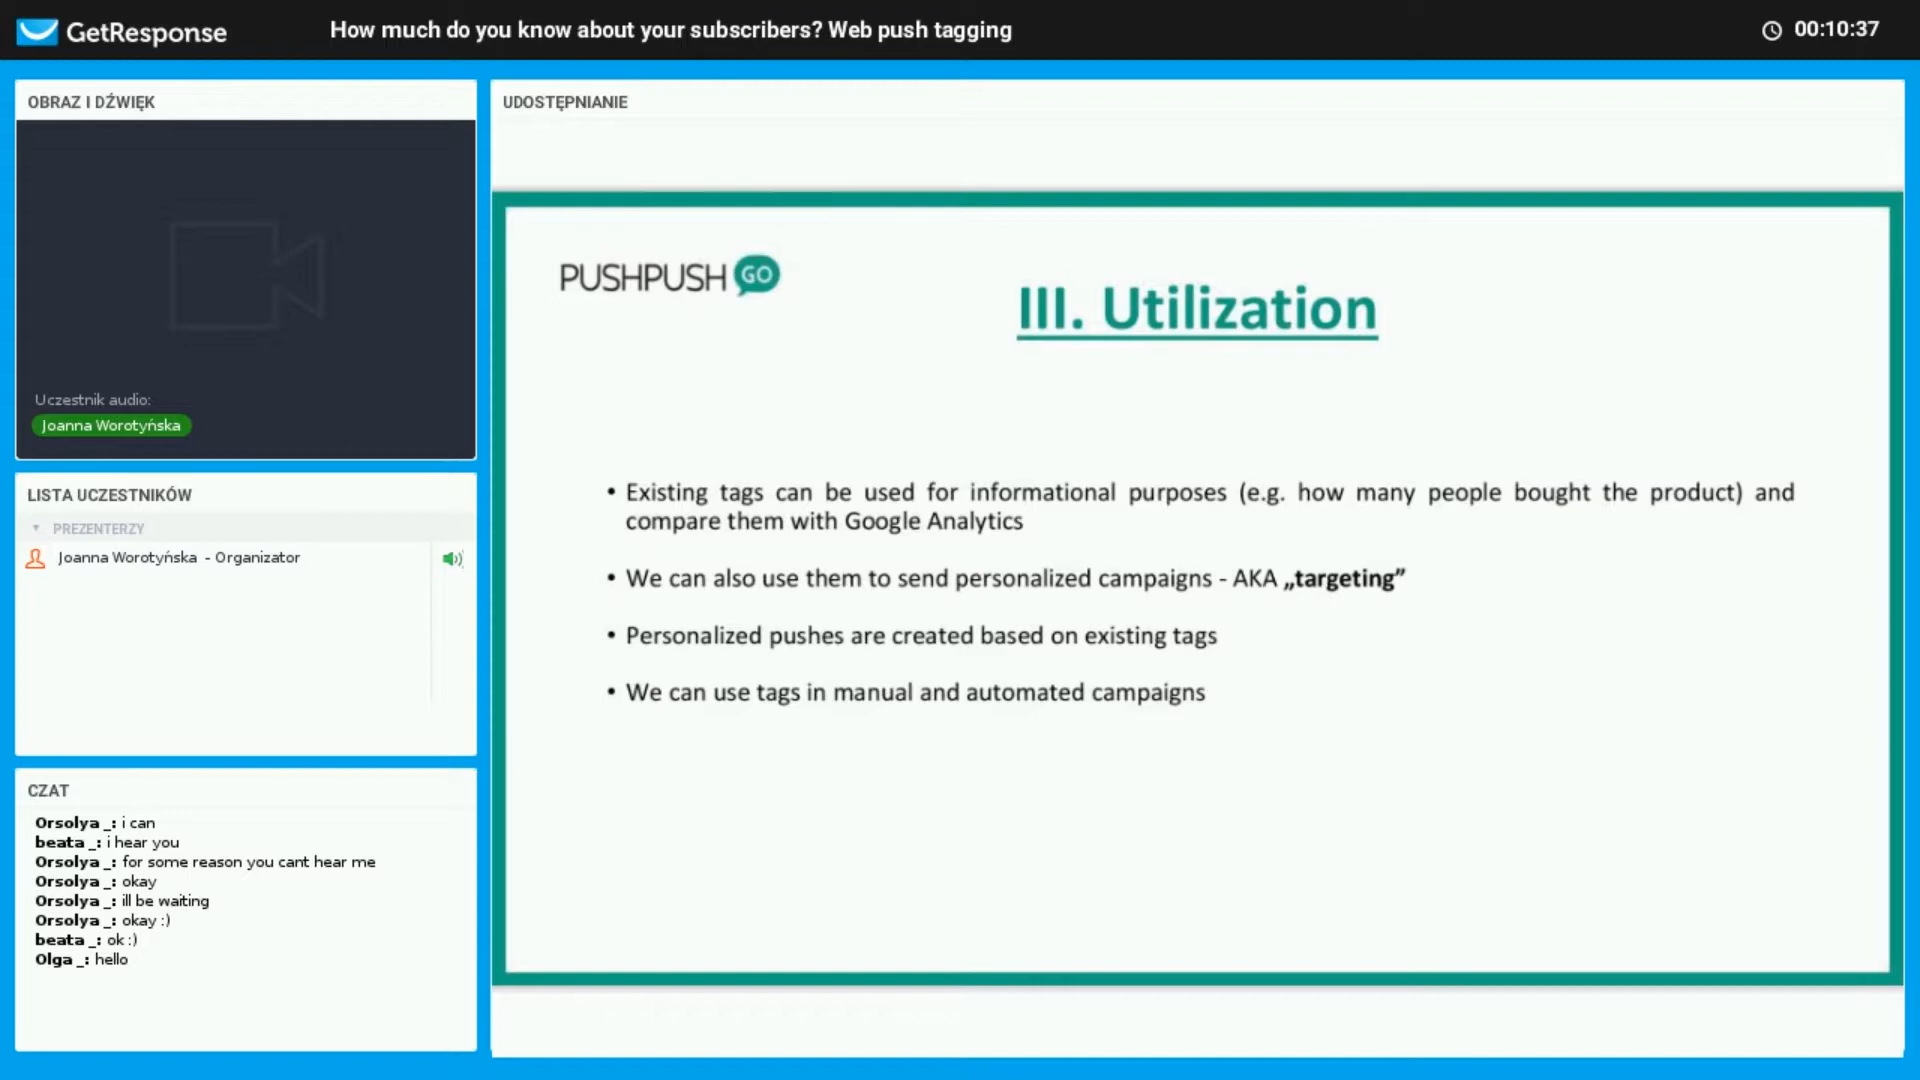 GetResponse
How much do you know about your subscribers? Web push tagging
00:10:37
OBRAZ I DŹWIĘK
Uczestnik audio:
Joanna Worotyńska
LISTA UCZESTNIKÓW
PREZENTERZY
Joanna Worotyńska - Organizator
CZAT
Orsolya _: i can
beata _: i hear you
Orsolya _: for some reason you cant hear me
Orsolya _: okay
Orsolya _: ill be waiting
Orsolya _: okay :)
beata _: ok :)
Olga _: hello
UDOSTĘPNIANIE
PUSHPUSH GO
III. Utilization
• Existing tags can be used for informational purposes (e.g. how many people bought the product) and
compare them with Google Analytics
• We can also use them to send personalized campaigns - AKA „targeting”
• Personalized pushes are created based on existing tags
• We can use tags in manual and automated campaigns